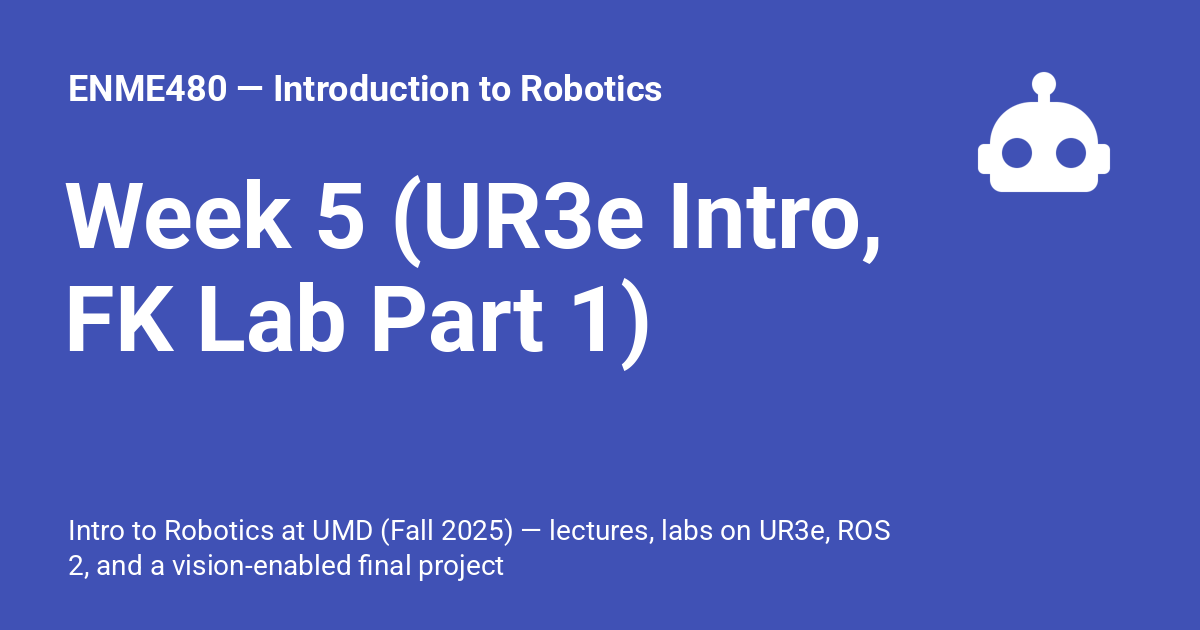 ENME480 — Introduction to Robotics
Week 5 (UR3e Intro,
FK Lab Part 1)
Intro to Robotics at UMD (Fall 2025) — lectures, labs on UR3e, ROS
2, and a vision-enabled final project